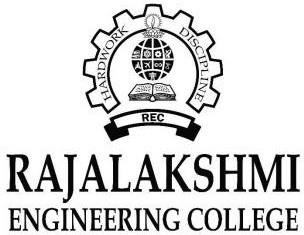 HARDWORK DISCIPLINE
REC
RAJALAKSHMI
ENGINEERING COLLEGE